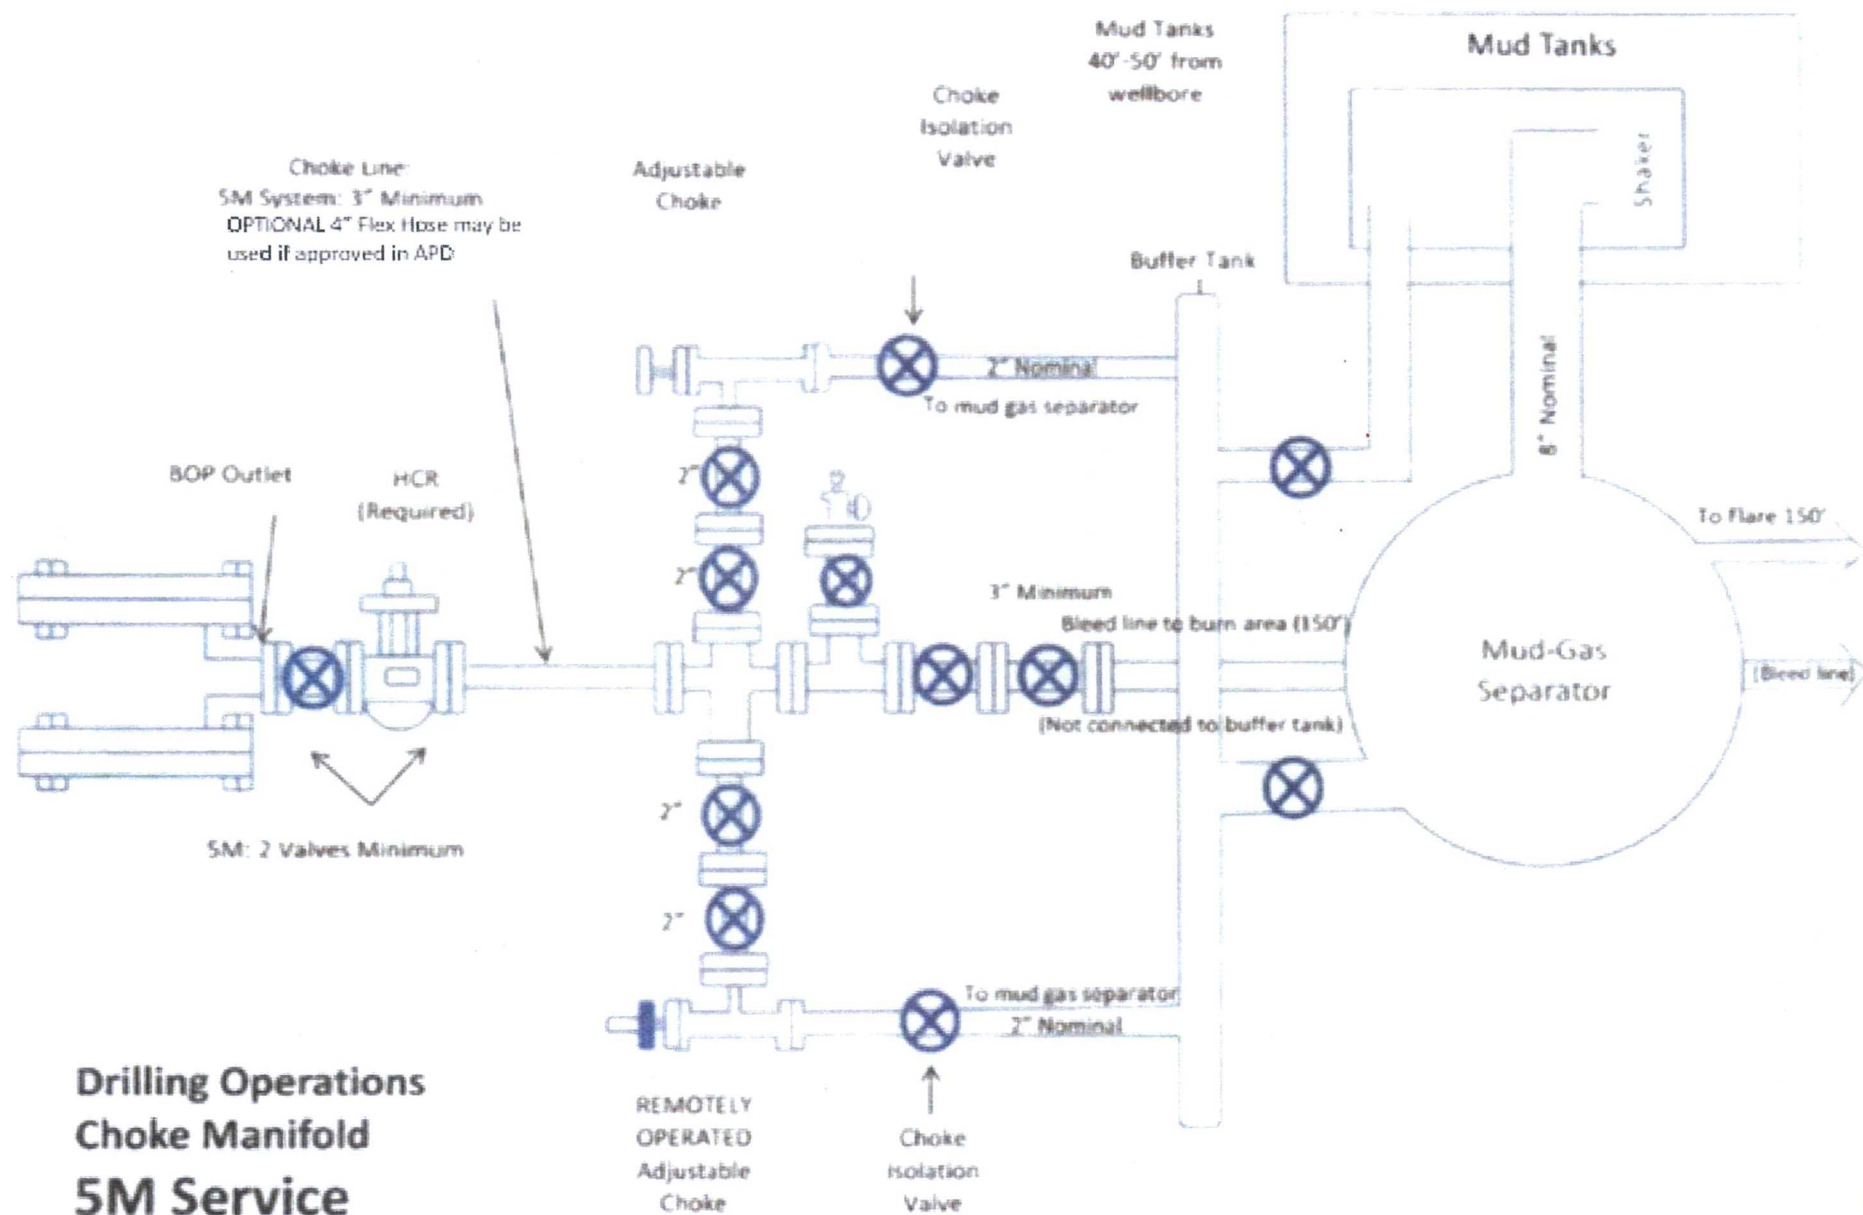 Mud Tanks
40'-50' from
wellbore
Mud Tanks
Shaker
Choke
Isolation
Valve
Choke Line:
5M System: 3" Minimum
OPTIONAL 4" Flex Hose may be
used if approved in APD
Adjustable
Choke
Buffer Tank
2" Nominal
To mud gas separator
8" Nominal
BOP Outlet
HCR
(Required)
2"
2"
To Flare 150'
3" Minimum
Bleed line to burn area (150')
Mud-Gas
Separator
(Bleed line)
(Not connected to buffer tank)
5M: 2 Valves Minimum
2"
2"
To mud gas separator
2" Nominal
Drilling Operations
Choke Manifold
5M Service
REMOTELY
OPERATED
Adjustable
Choke
Choke
Isolation
Valve